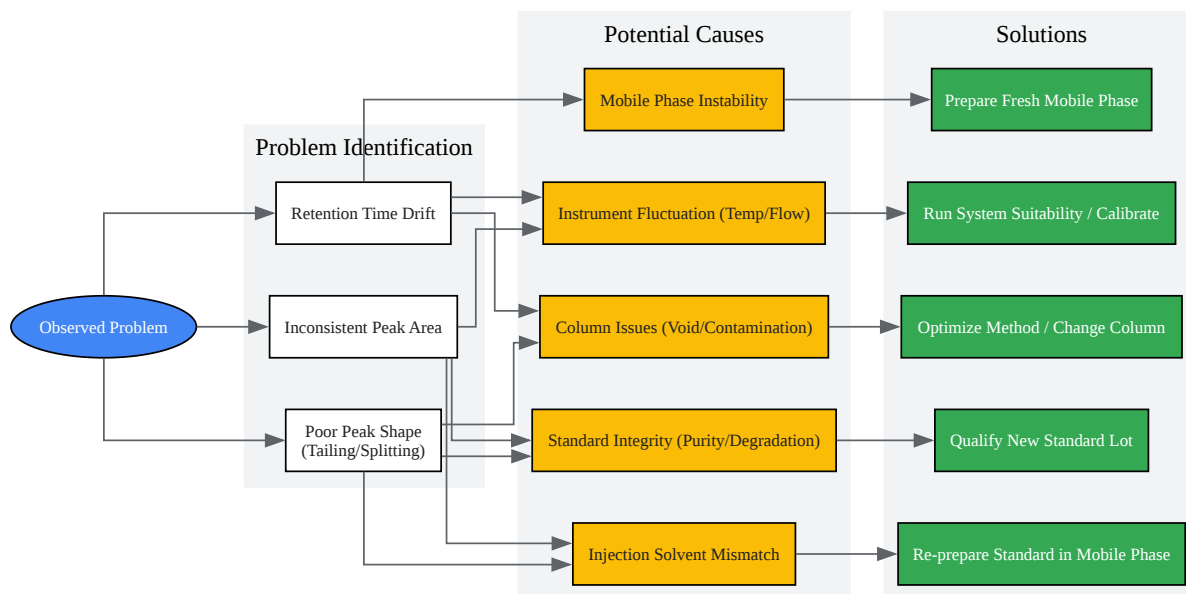 Potential Causes
Solutions
Mobile Phase Instability
Prepare Fresh Mobile Phase
Problem Identification
Retention Time Drift
Instrument Fluctuation (Temp/Flow)
Run System Suitability / Calibrate
Observed Problem
Inconsistent Peak Area
Column Issues (Void/Contamination)
Optimize Method / Change Column
Poor Peak Shape
(Tailing/Splitting)
Standard Integrity (Purity/Degradation)
Qualify New Standard Lot
Injection Solvent Mismatch
Re-prepare Standard in Mobile Phase